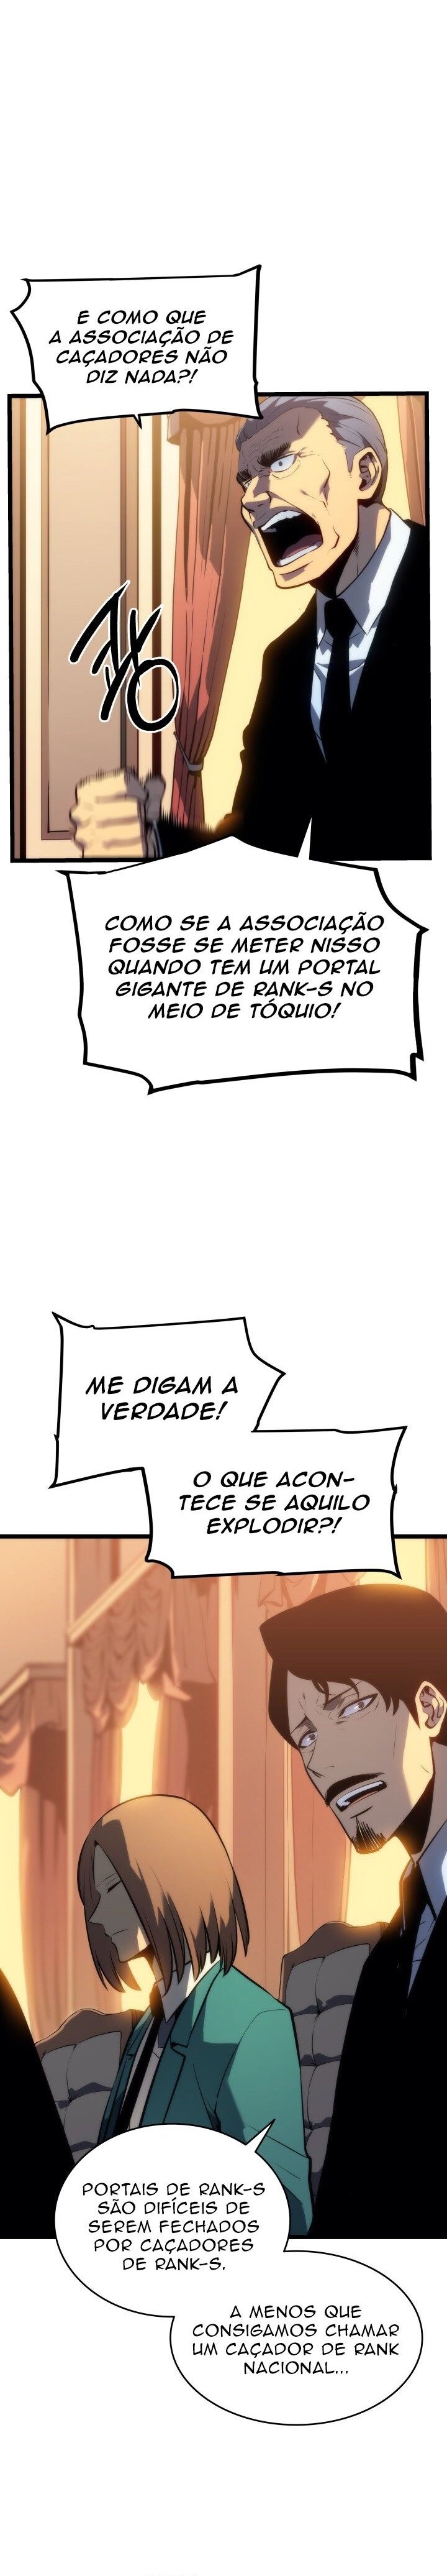 E COMO QUE
A ASSOCIAÇÃO DE
CAÇADORES NÃO
DIZ NADA?!
COMO SE A ASSOCIAÇÃO
FOSSE SE METER NISSO
QUANDO TEM UM PORTAL
GIGANTE DE RANK-S NO
MEIO DE TÓQUIO!
ME DIGAM A
VERDADE!
O QUE ACON-
TECE SE AQUILO
EXPLODIR?!
PORTAIS DE RANK-S
SÃO DIFÍCEIS DE
SEREM FECHADOS
POR CAÇADORES
DE RANK-S.
A MENOS QUE
CONSIGAMOS CHAMAR
UM CAÇADOR DE RANK
NACIONAL...